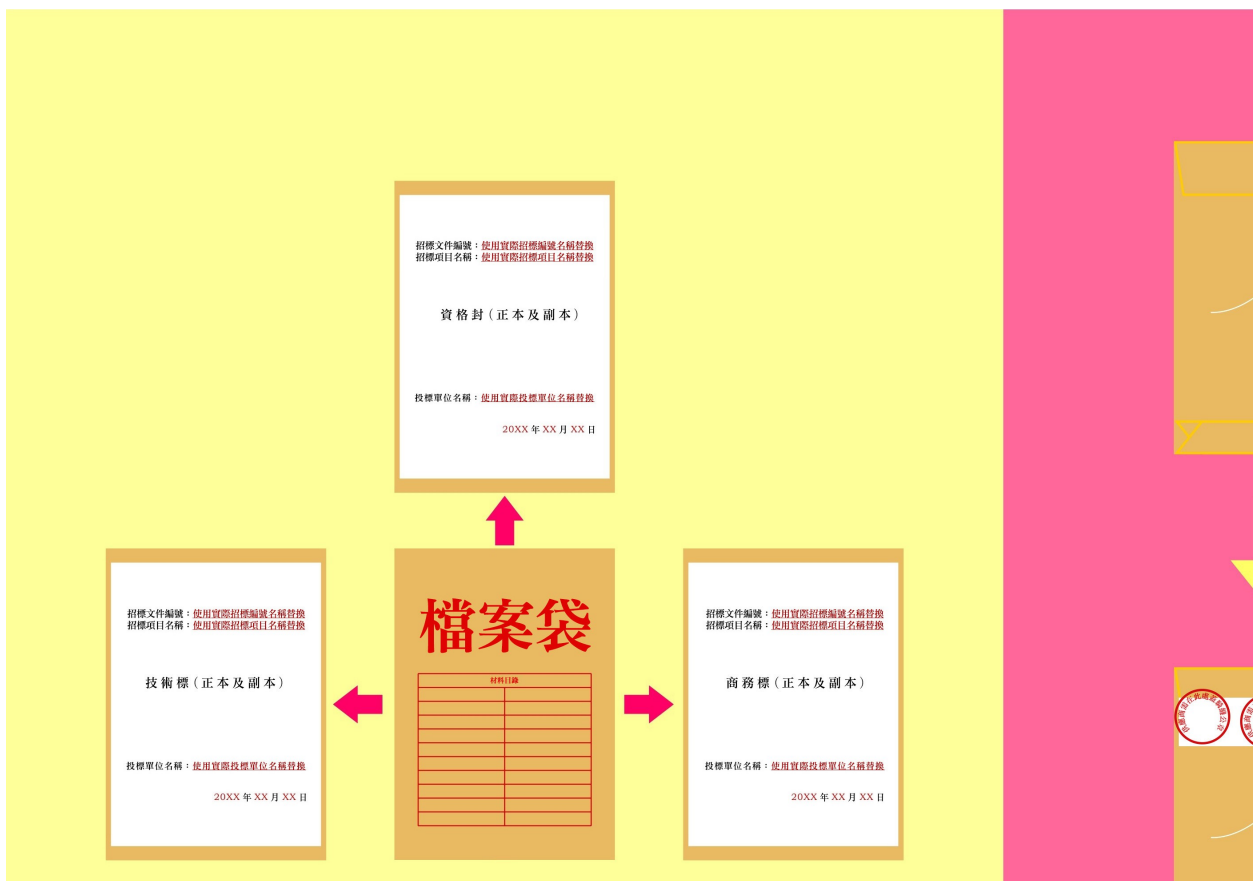 招標文件編號：使用實際招標編號名稱替換
招標項目名稱：使用實際招標項目名稱替換
資格封（正本及副本）
投標單位名稱：使用實際投標單位名稱替換
20XX 年 XX 月 XX 日
招標文件編號：使用實際招標編號名稱替換
招標項目名稱：使用實際招標項目名稱替換
技術標（正本及副本）
投標單位名稱：使用實際投標單位名稱替換
20XX 年 XX 月 XX 日
檔案袋
材料目錄
招標文件編號：使用實際招標編號名稱替換
招標項目名稱：使用實際招標項目名稱替換
商務標（正本及副本）
投標單位名稱：使用實際投標單位名稱替換
20XX 年 XX 月 XX 日